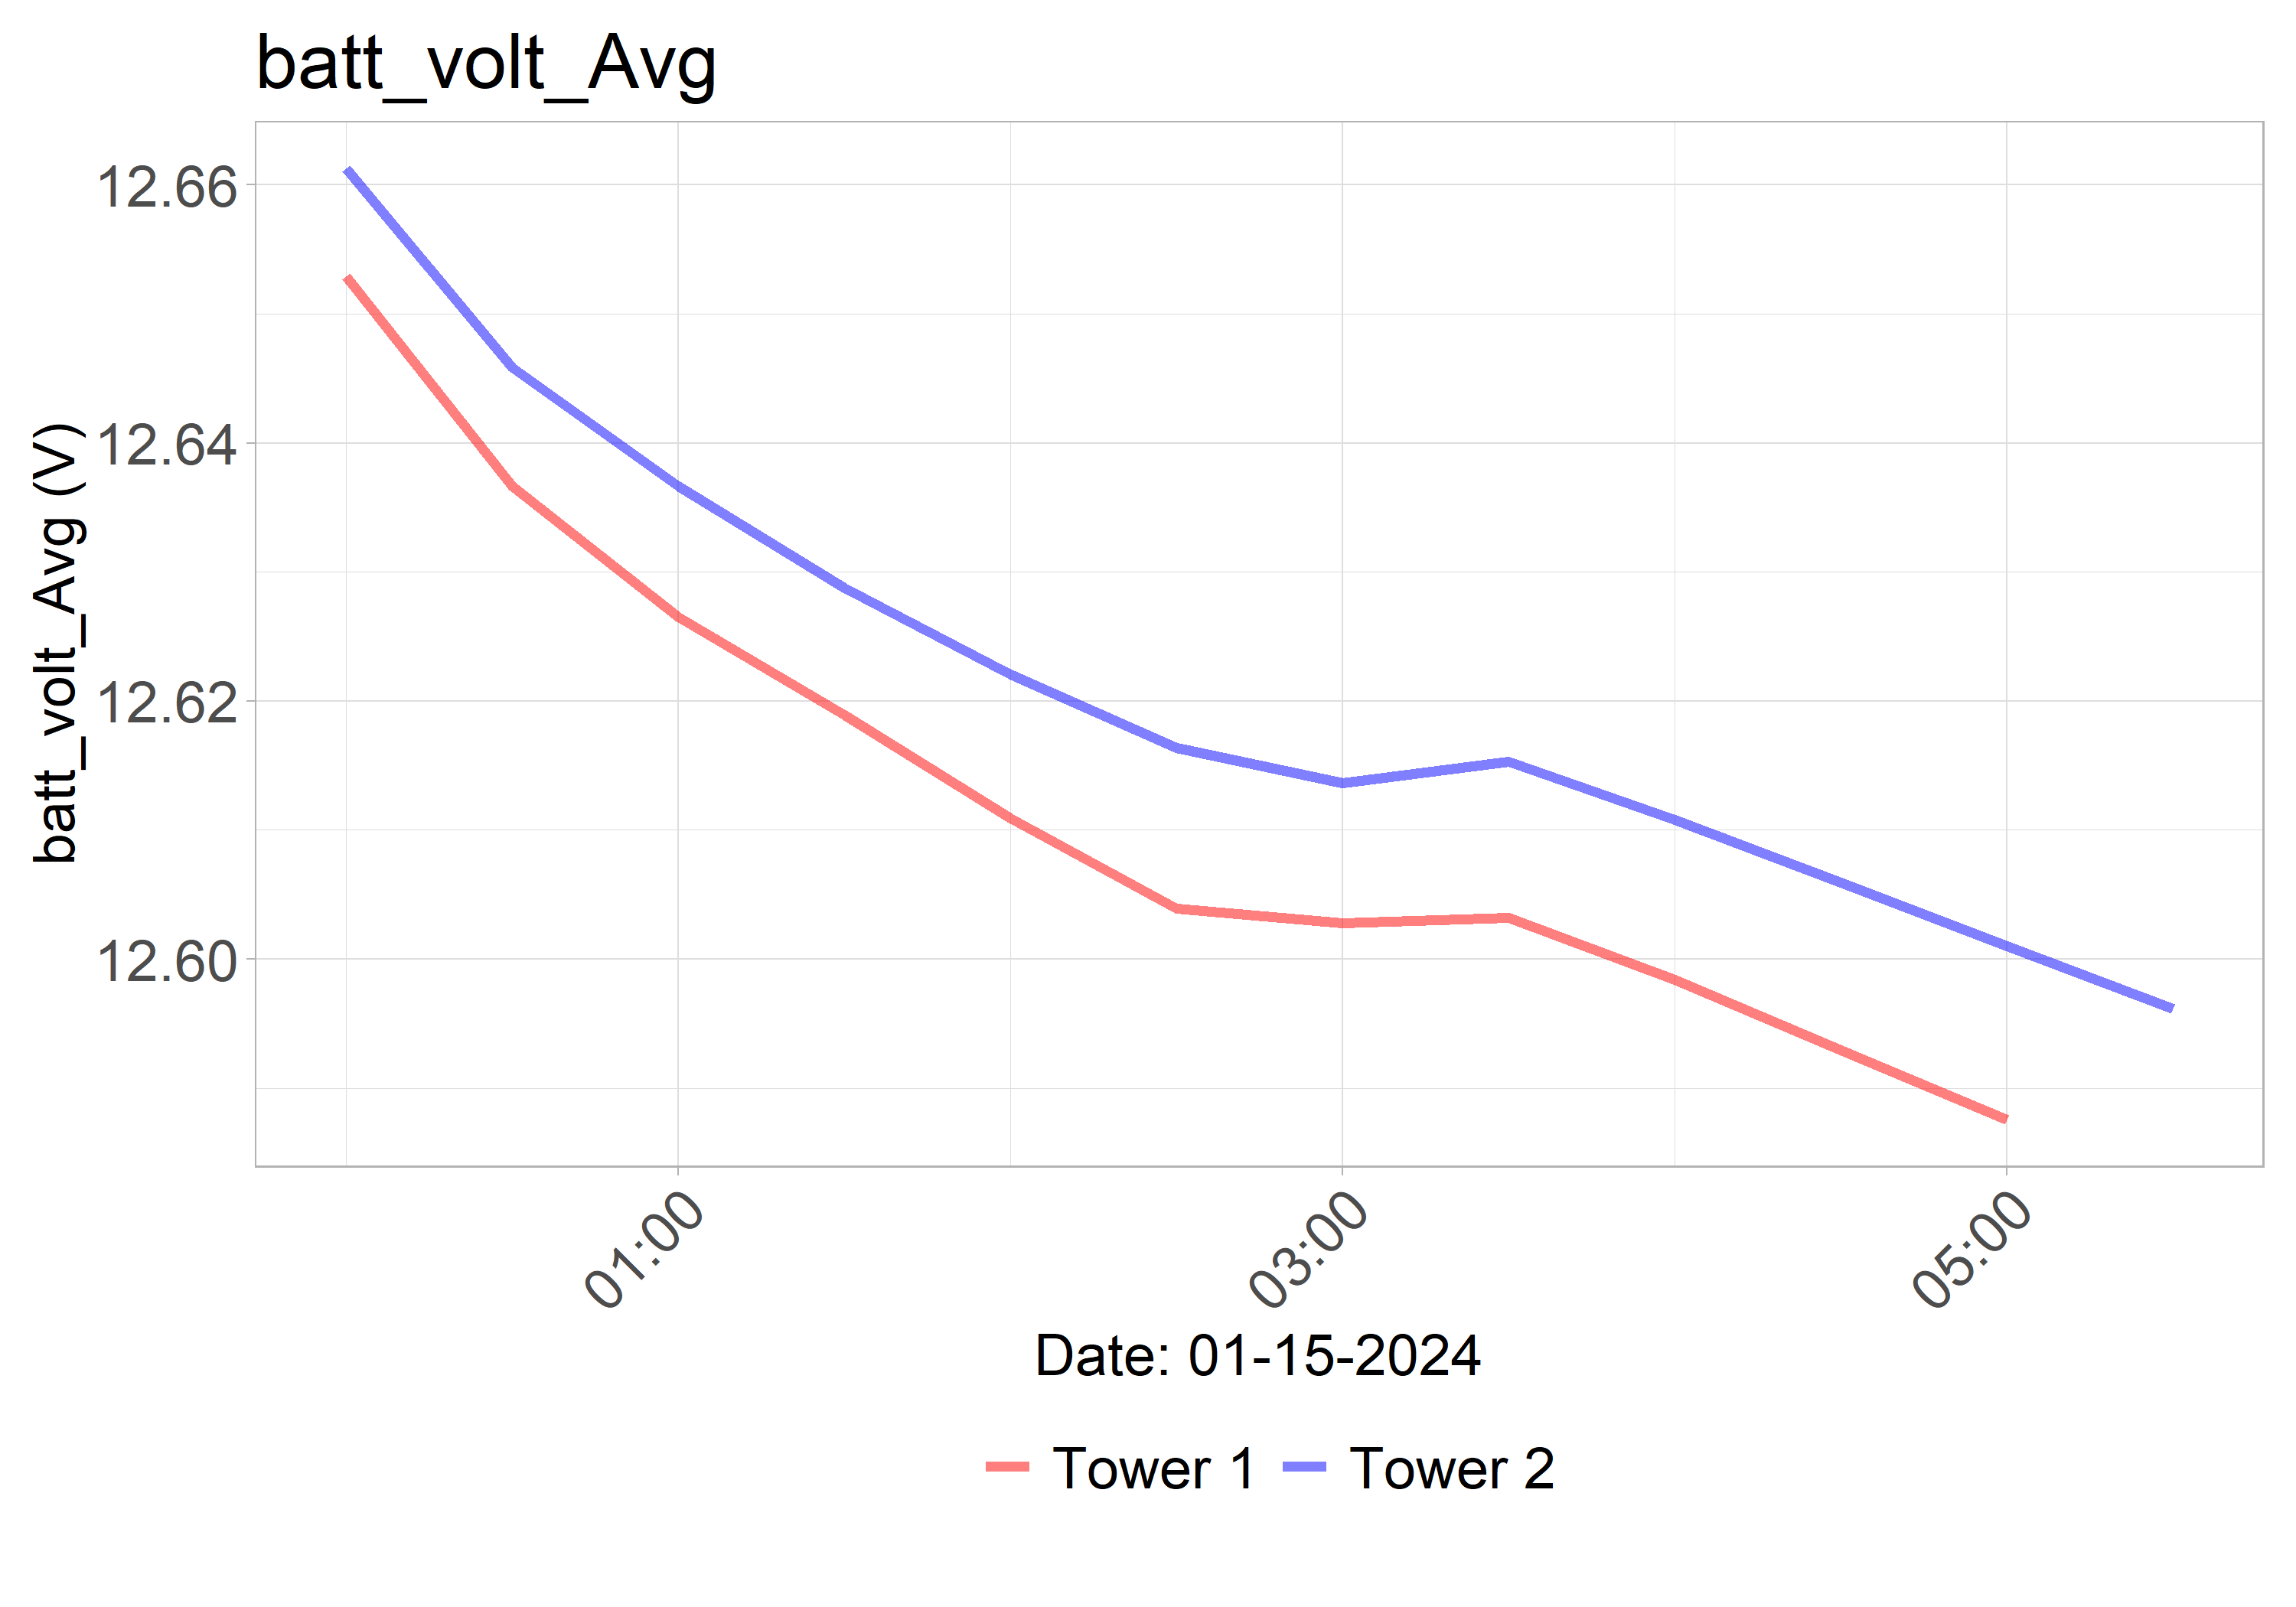 batt_volt_Avg
batt_volt_Avg (V)
12.66
12.64
12.62
12.60
01:00
03:00
05:00
Date: 01-15-2024
Tower 1
Tower 2